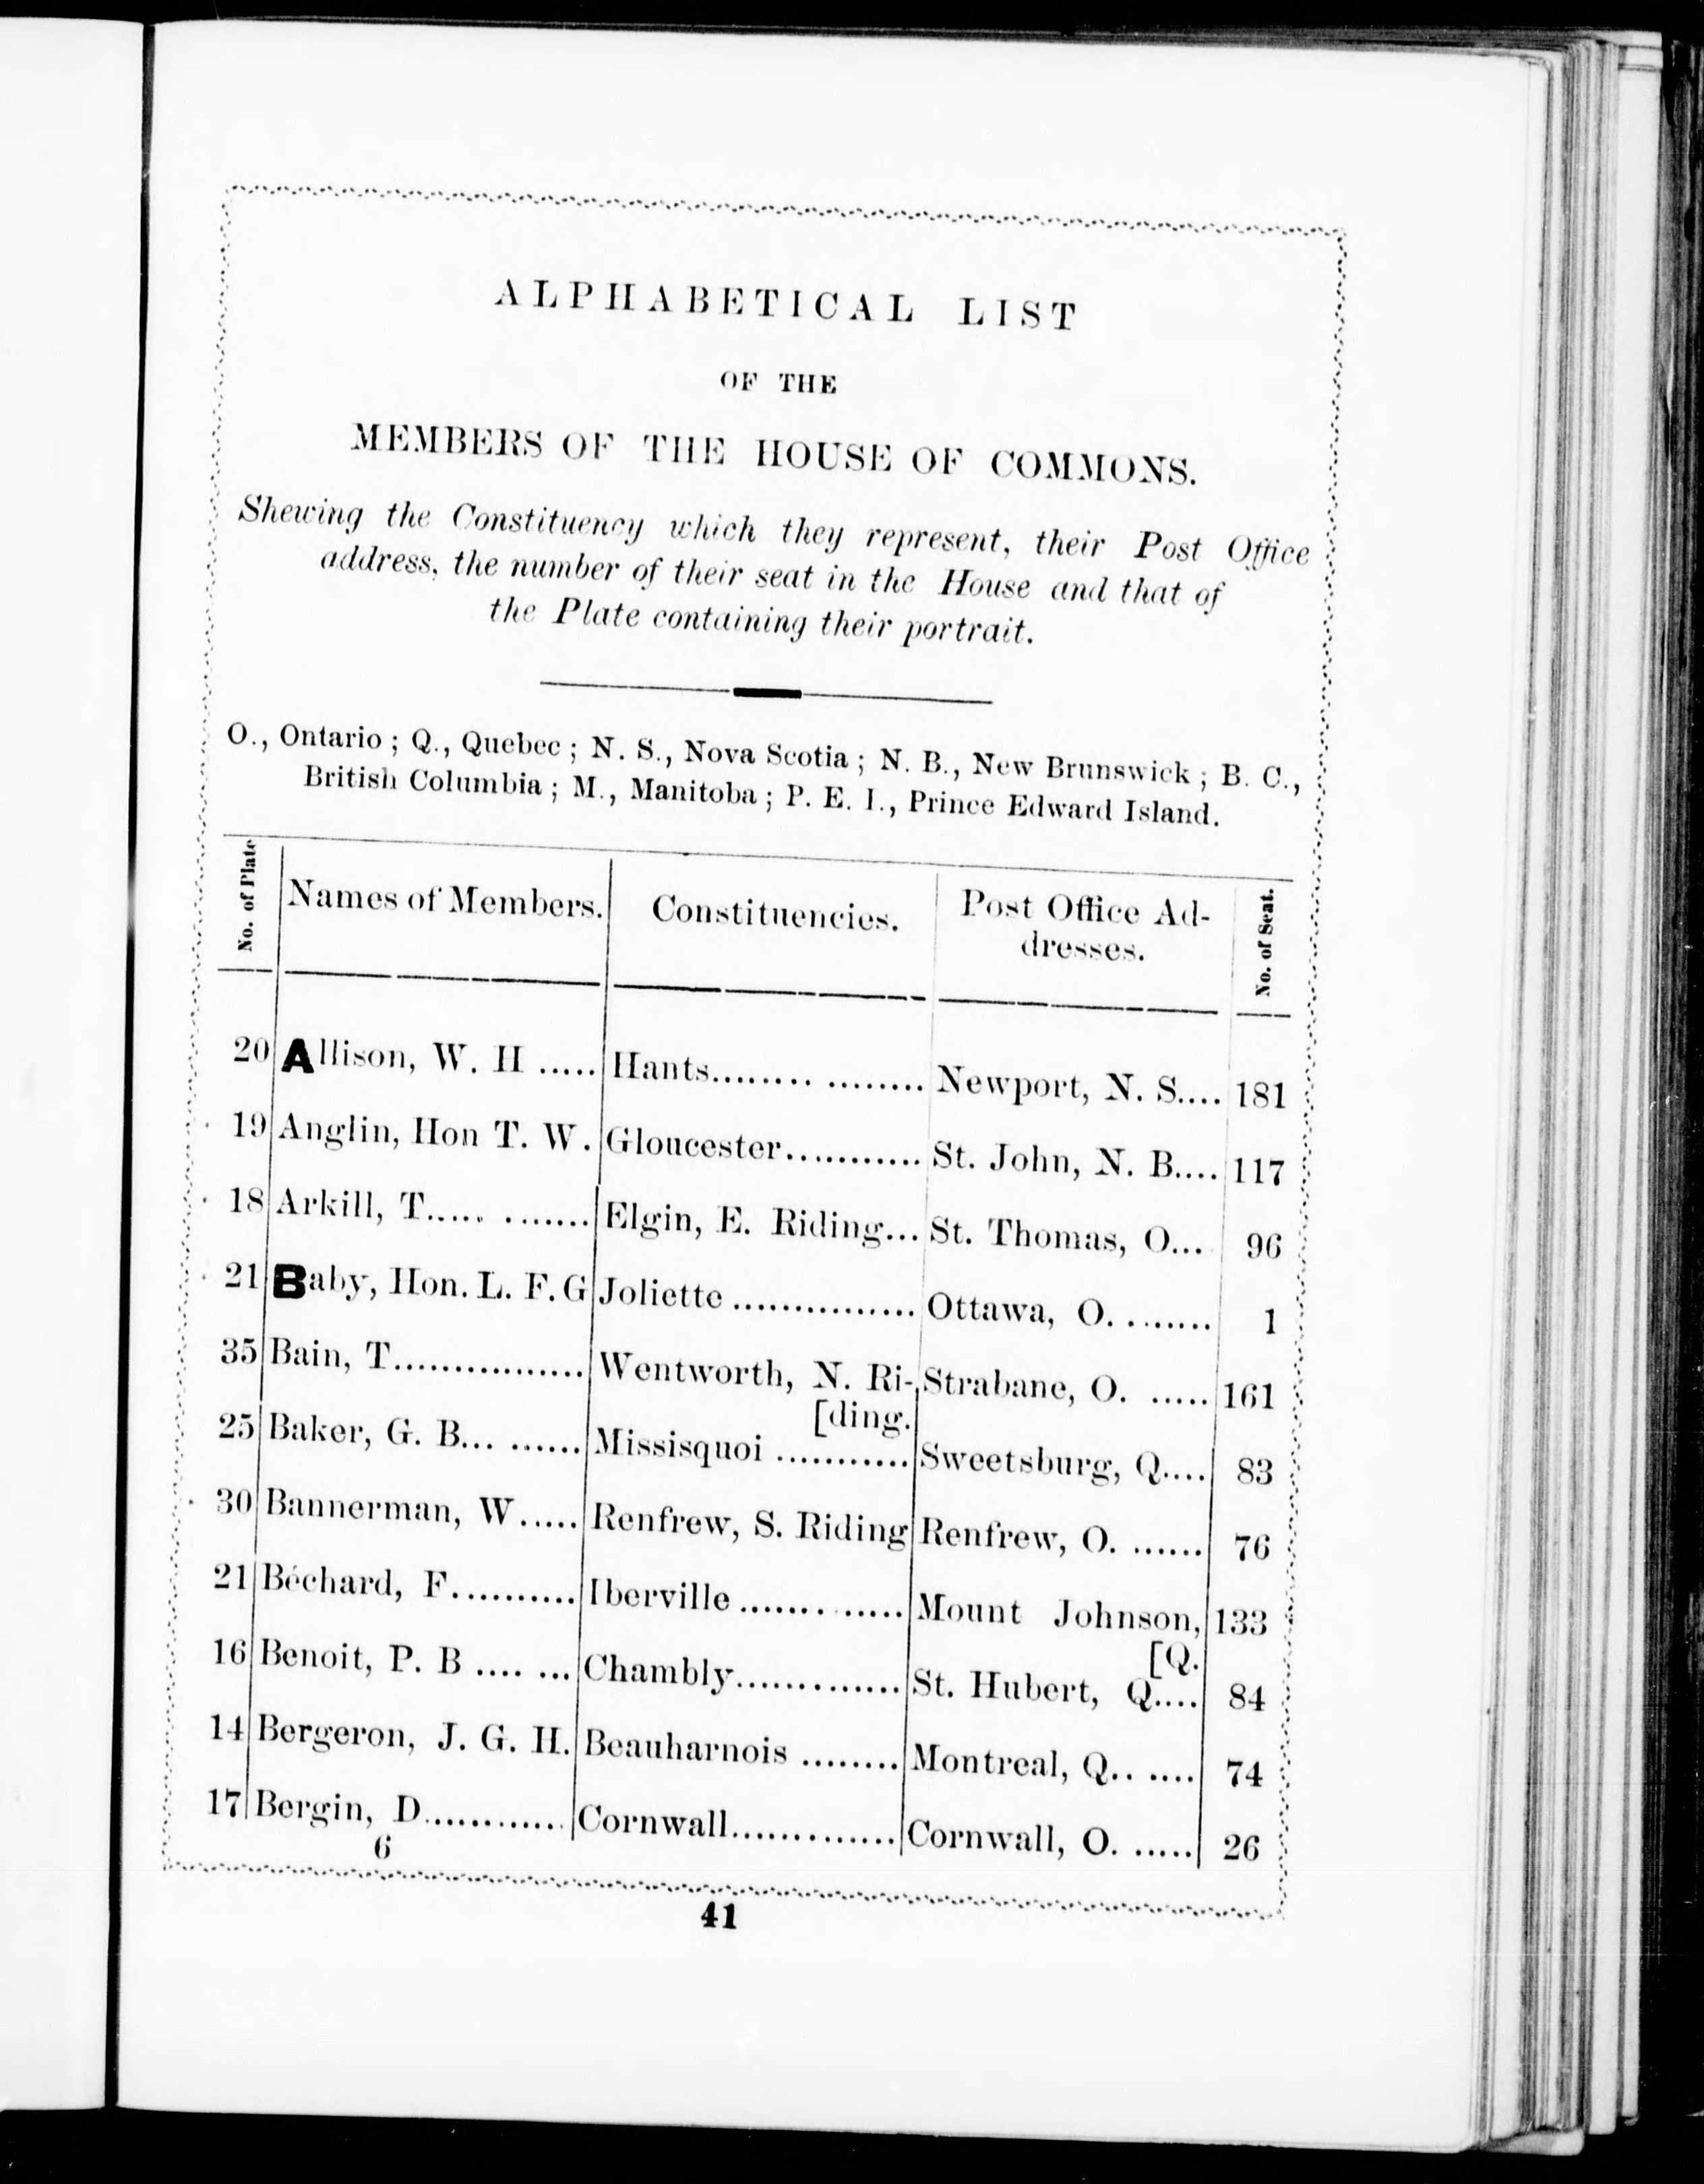 ALPHABETICAL LIST
OF THE
MEMBERS OF THE HOUSE OF COMMONS.
Shewing the Constituency which they represent, their Post Office
address, the number of their seat in the House and that of
the Plate containing their portrait.
O., Ontario ; Q., Quebec ; N. S., Nova Scotia ; N. B., New Brunswick ; B. C.,
British Columbia ; M., Manitoba ; P. E. I., Prince Edward Island.
No. of Plate Names of Members. Constituencies. Post Office Ad- No. of Seat.
dresses.
20 Allison, W. H ..... Hants........ ........ Newport, N. S.... 181
19 Anglin, Hon T. W. Gloucester........... St. John, N. B.... 117
18 Arkill, T..... ....... Elgin, E. Riding... St. Thomas, O... 96
21 Baby, Hon. L. F. G Joliette ............... Ottawa, O. ....... 1
35 Bain, T................ Wentworth, N. Ri- Strabane, O. ..... 161
[ding.
25 Baker, G. B... ...... Missisquoi ........... Sweetsburg, Q.... 83
30 Bannerman, W..... Renfrew, S. Riding Renfrew, O. ...... 76
21 Béchard, F.......... Iberville ....... ..... Mount Johnson, 133
[Q.
16 Benoit, P. B .... ... Chambly............. St. Hubert, Q.... 84
14 Bergeron, J. G. H. Beauharnois ........ Montreal, Q.. .... 74
17 Bergin, D............ Cornwall............. Cornwall, O. ..... 26
6
41